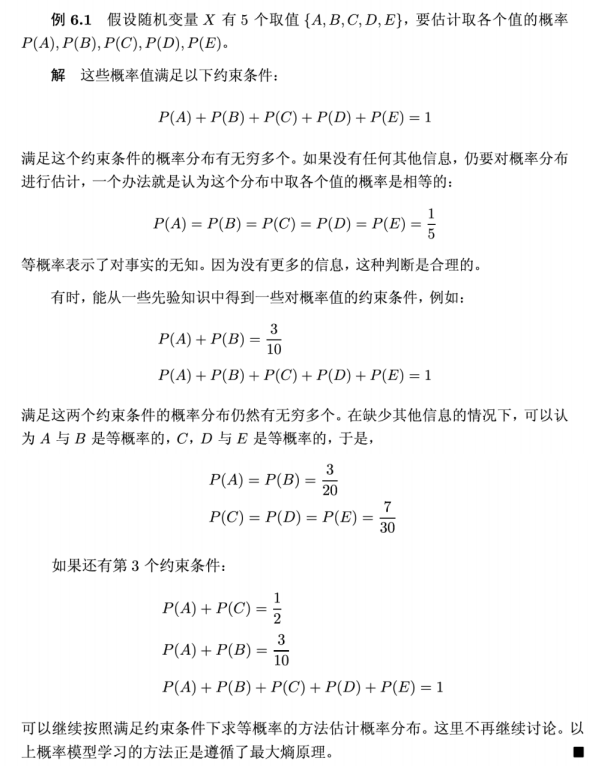 例 6.1 假设随机变量 X 有 5 个取值 {A, B, C, D, E}，要估计取各个值的概率
P(A), P(B), P(C), P(D), P(E)。
解 这些概率值满足以下约束条件：
P(A) + P(B) + P(C) + P(D) + P(E) = 1
满足这个约束条件的概率分布有无穷多个。如果没有任何其他信息，仍要对概率分布
进行估计，一个办法就是认为这个分布中取各个值的概率是相等的：
P(A) = P(B) = P(C) = P(D) = P(E) = 1/5
等概率表示了对事实的无知。因为没有更多的信息，这种判断是合理的。
有时，能从一些先验知识中得到一些对概率值的约束条件，例如：
P(A) + P(B) = 3/10
P(A) + P(B) + P(C) + P(D) + P(E) = 1
满足这两个约束条件的概率分布仍然有无穷多个。在缺少其他信息的情况下，可以认
为 A 与 B 是等概率的，C，D 与 E 是等概率的，于是，
P(A) = P(B) = 3/20
P(C) = P(D) = P(E) = 7/30
如果还有第 3 个约束条件：
P(A) + P(C) = 1/2
P(A) + P(B) = 3/10
P(A) + P(B) + P(C) + P(D) + P(E) = 1
可以继续按照满足约束条件下求等概率的方法估计概率分布。这里不再继续讨论。以
上概率模型学习的方法正是遵循了最大熵原理。 ■